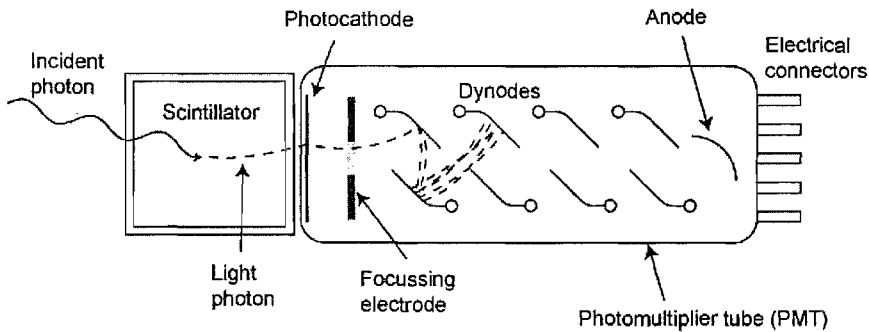 Photocathode
Anode
Incident
photon
Electrical
connectors
Scintillator
Dynodes
Light
photon
Focussing
electrode
Photomultiplier tube (PMT)